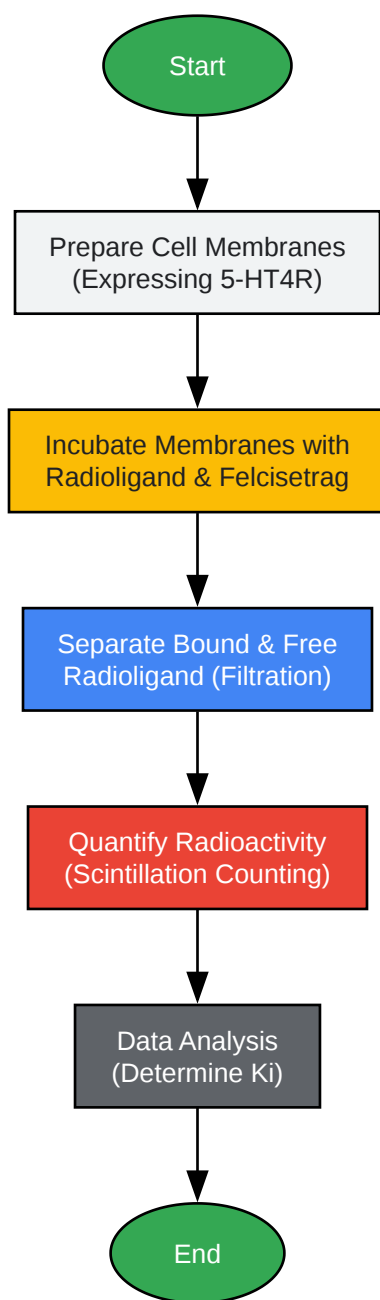 Start
Prepare Cell Membranes
(Expressing 5-HT4R)
Incubate Membranes with
Radioligand & Felcisetrag
Separate Bound & Free
Radioligand (Filtration)
Quantify Radioactivity
(Scintillation Counting)
Data Analysis
(Determine Ki)
End